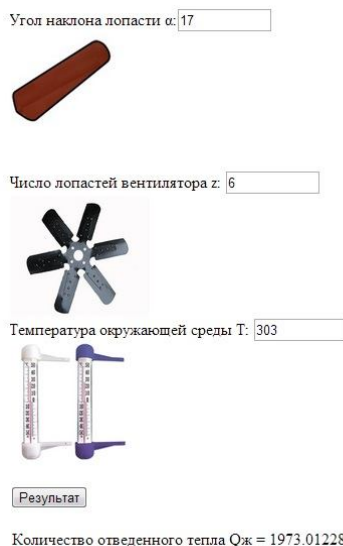 Угол наклона лопасти α: 17
Число лопастей вентилятора z: 6
Температура окружающей среды T: 303
Результат
Количество отведенного тепла Qж = 1973.01228